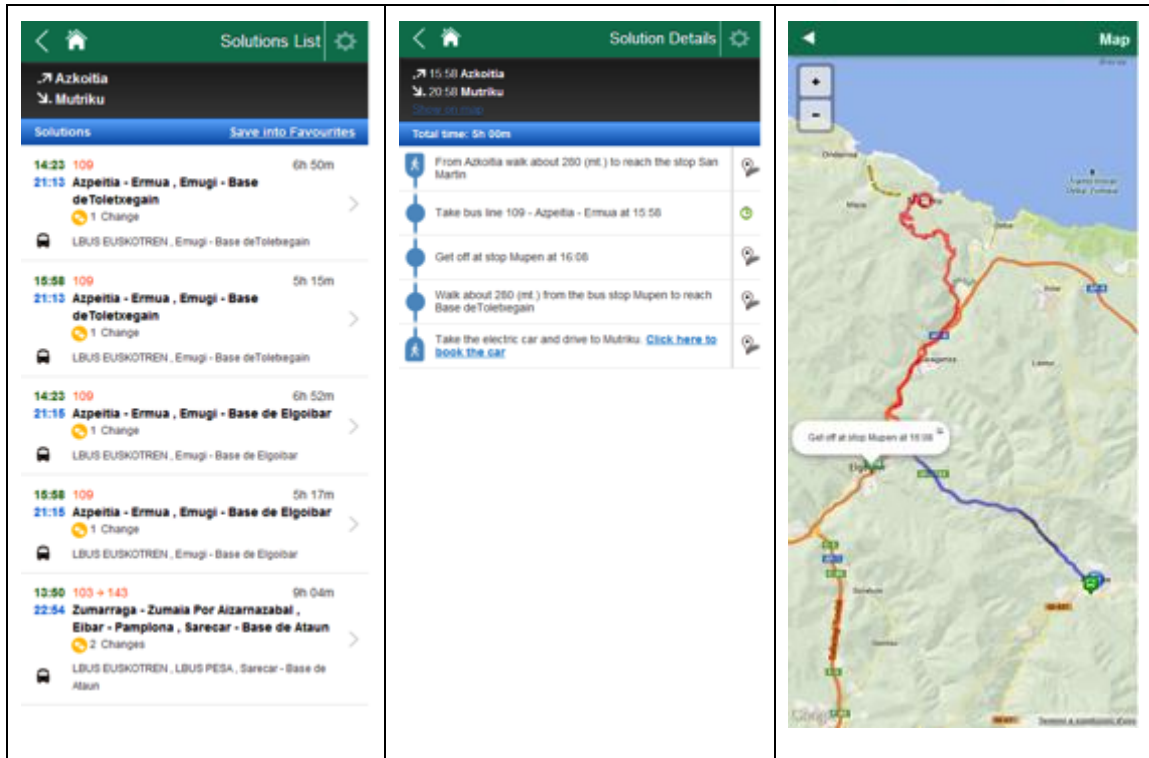 Solutions List
Azkoitia
Mutriku
Solutions Save into Favourites
14:23 109 6h 50m
21:13 Azpeitia - Ermua , Emugi - Base
deToletxegain
1 Change
LBUS EUSKOTREN , Emugi - Base deToletxegain
15:58 109 5h 15m
21:13 Azpeitia - Ermua , Emugi - Base
deToletxegain
1 Change
LBUS EUSKOTREN , Emugi - Base deToletxegain
14:23 109 6h 52m
21:15 Azpeitia - Ermua , Emugi - Base de Elgoibar
1 Change
LBUS EUSKOTREN , Emugi - Base de Elgoibar
15:58 109 5h 17m
21:15 Azpeitia - Ermua , Emugi - Base de Elgoibar
1 Change
LBUS EUSKOTREN , Emugi - Base de Elgoibar
13:50 103 → 143 9h 04m
22:54 Zumarraga - Zumaia Por Aizarnazabal ,
Eibar - Pamplona , Sarecar - Base de Ataun
2 Changes
LBUS EUSKOTREN , LBUS PESA , Sarecar - Base de
Ataun
Solution Details
15:58 Azkoitia
20:58 Mutriku
Show on map
Total time: 5h 00m
From Azkoitia walk about 280 (mt.) to reach the stop San
Martin
Take bus line 109 - Azpeitia - Ermua at 15:58
Get off at stop Mupen at 16:08
Walk about 280 (mt.) from the bus stop Mupen to reach
Base deToletxegain
Take the electric car and drive to Mutriku. Click here to
book the car
Map
+
-
Ondarroa
Deba
Get off at stop Mupen at 16:08
Google
Termini e condizioni d'uso